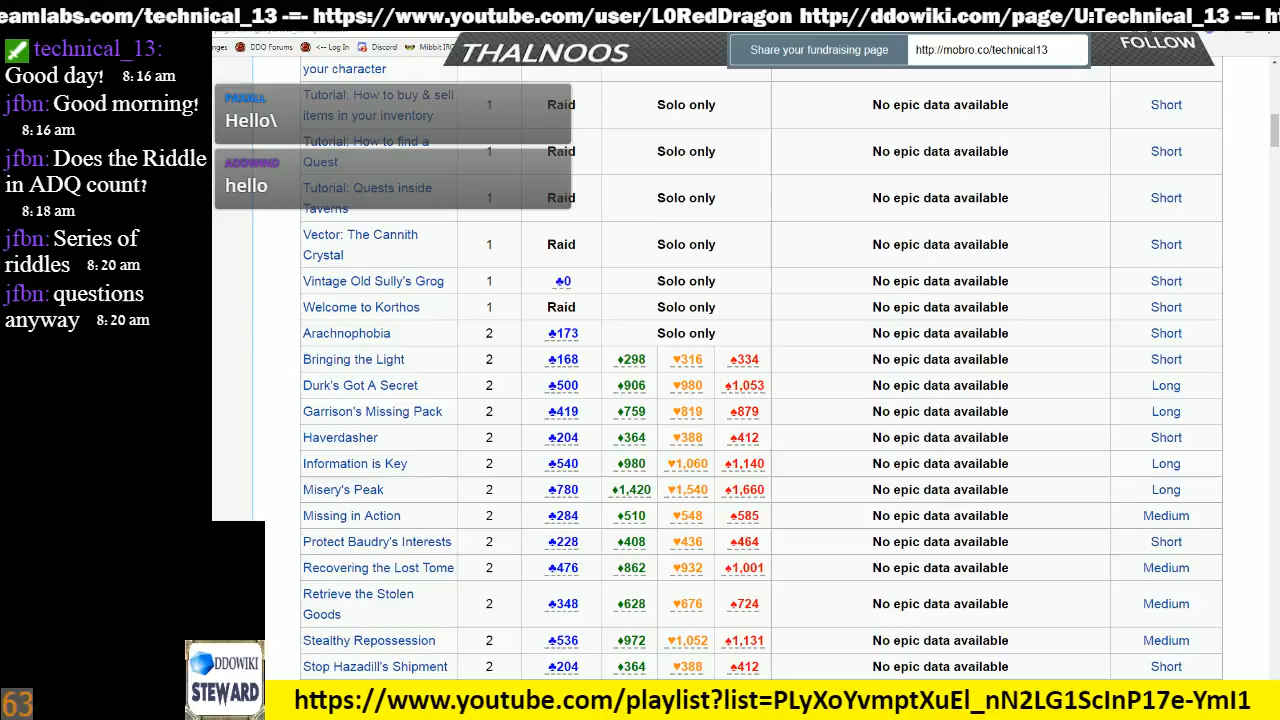 eamlabs.com/technical_13 -=- https://www.youtube.com/user/L0RedDragon http://ddowiki.com/page/U:Technical_13 -=- h
technical_13:
Good day! 8:16 am
jfbn: Good morning!
8:16 am
jfbn: Does the Riddle
in ADQ count?
8:18 am
jfbn: Series of
riddles 8:20 am
jfbn: questions
anyway 8:20 am
nges DDO Forums <-- Log In Discord Mibbit IR
THALNOOS
Share your fundraising page http://mobro.co/technical13
FOLLOW
PAXALL
Hello\
ADOWIND
hello
your character
Tutorial: How to buy & sell
items in your inventory 1 Raid Solo only No epic data available Short
Tutorial: How to find a
Quest 1 Raid Solo only No epic data available Short
Tutorial: Quests inside
Taverns 1 Raid Solo only No epic data available Short
Vector: The Cannith
Crystal 1 Raid Solo only No epic data available Short
Vintage Old Sully's Grog 1 ♣0 Solo only No epic data available Short
Welcome to Korthos 1 Raid Solo only No epic data available Short
Arachnophobia 2 ♣173 Solo only No epic data available Short
Bringing the Light 2 ♣168 ♦298 ♥316 ♠334 No epic data available Short
Durk's Got A Secret 2 ♣500 ♦906 ♥980 ♠1,053 No epic data available Long
Garrison's Missing Pack 2 ♣419 ♦759 ♥819 ♠879 No epic data available Long
Haverdasher 2 ♣204 ♦364 ♥388 ♠412 No epic data available Short
Information is Key 2 ♣540 ♦980 ♥1,060 ♠1,140 No epic data available Long
Misery's Peak 2 ♣780 ♦1,420 ♥1,540 ♠1,660 No epic data available Long
Missing in Action 2 ♣284 ♦510 ♥548 ♠585 No epic data available Medium
Protect Baudry's Interests 2 ♣228 ♦408 ♥436 ♠464 No epic data available Short
Recovering the Lost Tome 2 ♣476 ♦862 ♥932 ♠1,001 No epic data available Medium
Retrieve the Stolen
Goods 2 ♣348 ♦628 ♥676 ♠724 No epic data available Medium
Stealthy Repossession 2 ♣536 ♦972 ♥1,052 ♠1,131 No epic data available Medium
Stop Hazadill's Shipment 2 ♣204 ♦364 ♥388 ♠412 No epic data available Short
DDOWIKI
STEWARD
63
https://www.youtube.com/playlist?list=PLyXoYvmptXuEl_nN2LG1ScInP17e-YmI1